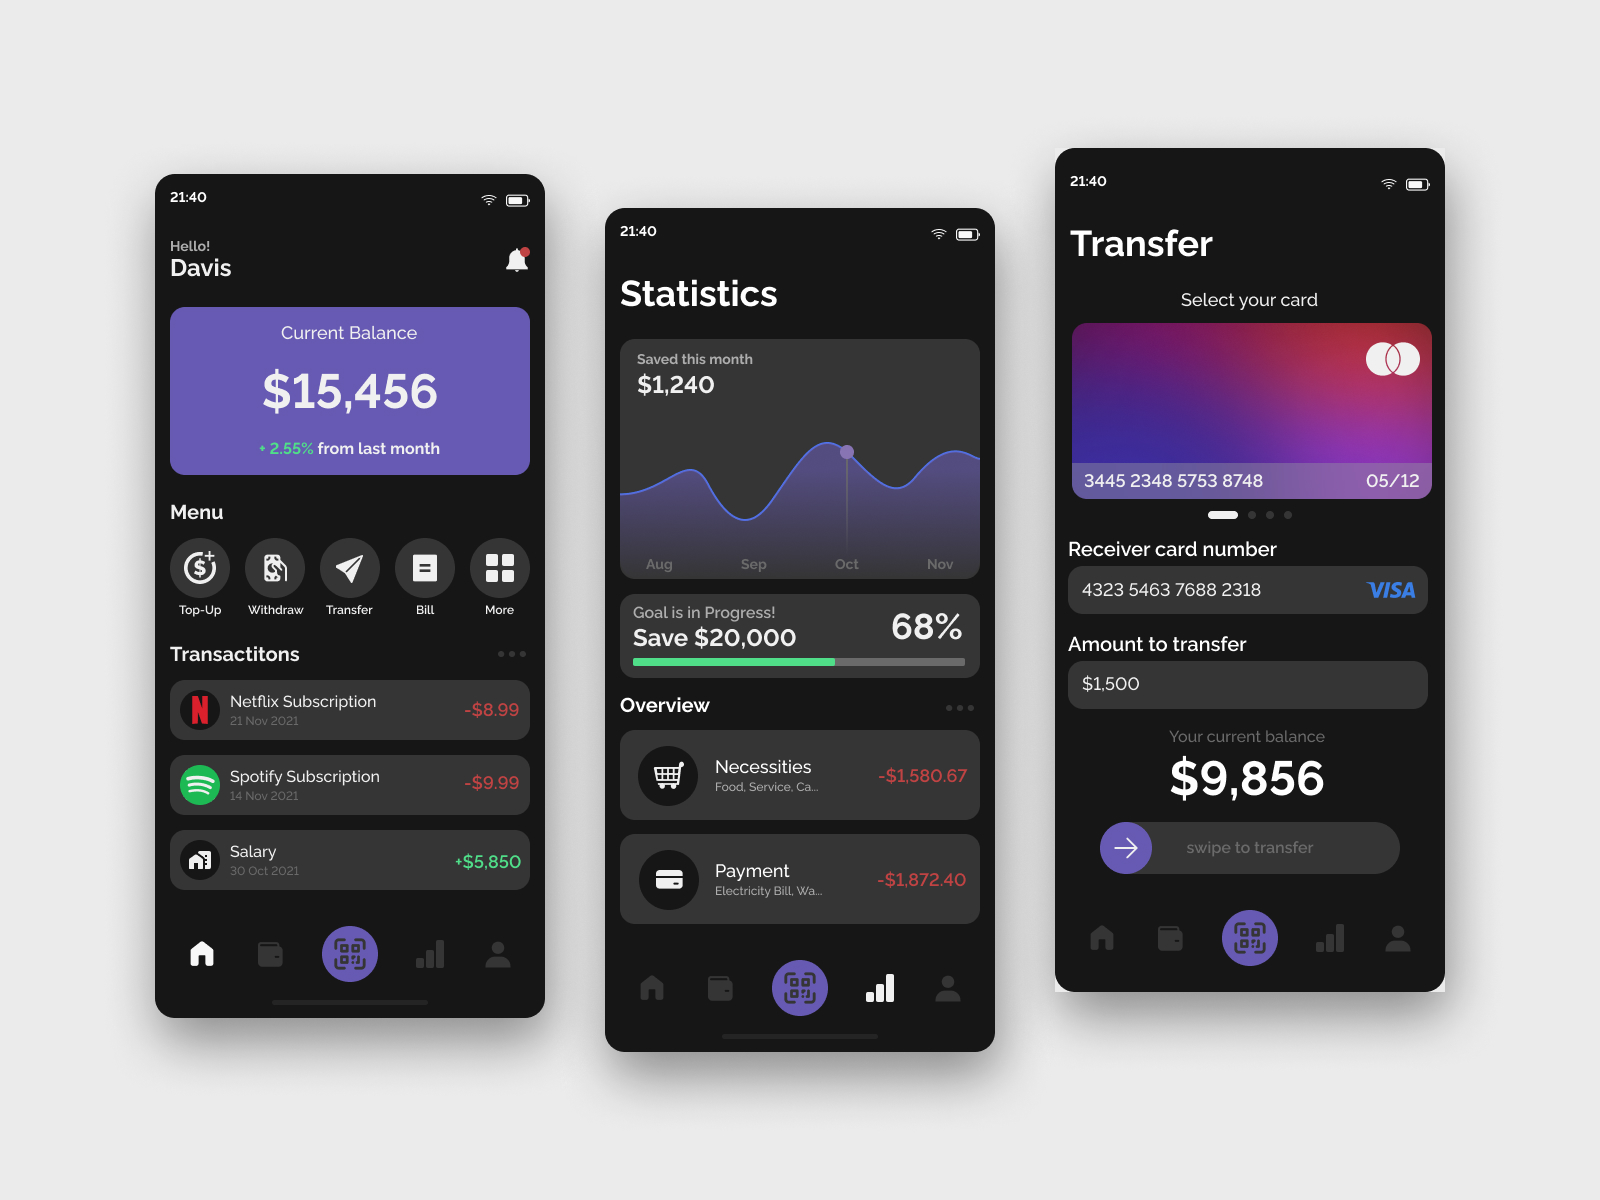 21:40
Hello!
Davis
Current Balance
$15,456
+ 2.55% from last month
Menu
Top-Up
Withdraw
Transfer
Bill
More
Transactitons
Netflix Subscription
21 Nov 2021
-$8.99
Spotify Subscription
14 Nov 2021
-$9.99
Salary
30 Oct 2021
+$5,850
21:40
Statistics
Saved this month
$1,240
Aug
Sep
Oct
Nov
Goal is in Progress!
Save $20,000
68%
Overview
Necessities
Food, Service, Ca...
-$1,580.67
Payment
Electricity Bill, Wa...
-$1,872.40
21:40
Transfer
Select your card
3445 2348 5753 8748
05/12
Receiver card number
4323 5463 7688 2318
VISA
Amount to transfer
$1,500
Your current balance
$9,856
swipe to transfer